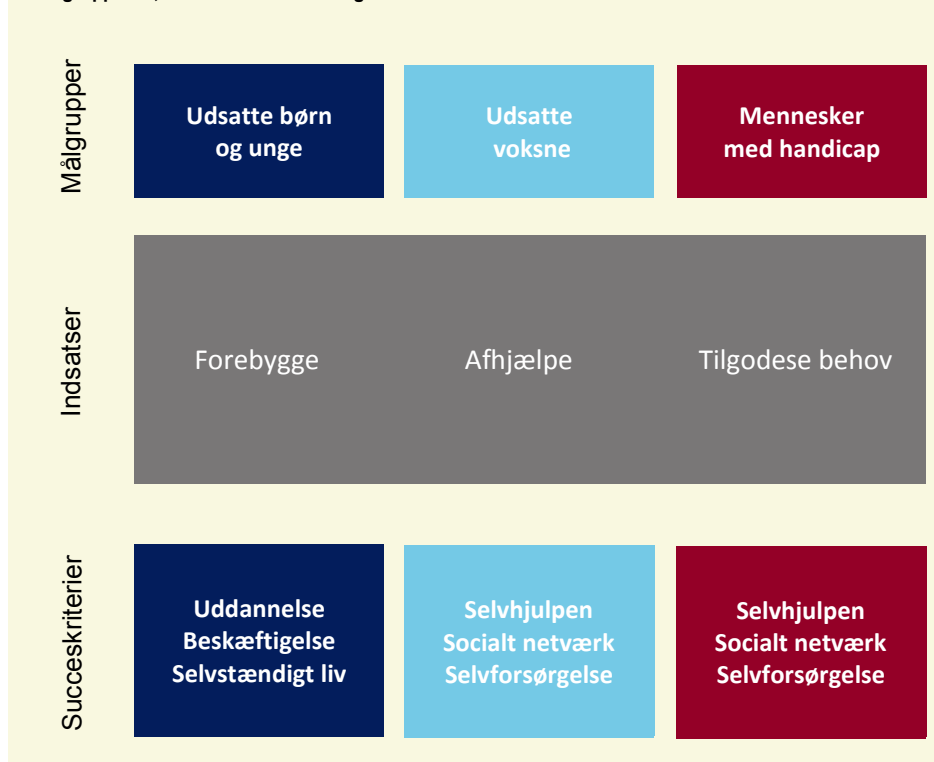 Målgrupper
Udsatte børn
og unge
Udsatte
voksne
Mennesker
med handicap
Indsatser
Forebygge
Afhjælpe
Tilgodese behov
Succeskriterier
Uddannelse
Beskæftigelse
Selvstændigt liv
Selvhjulpen
Socialt netværk
Selvforsørgelse
Selvhjulpen
Socialt netværk
Selvforsørgelse